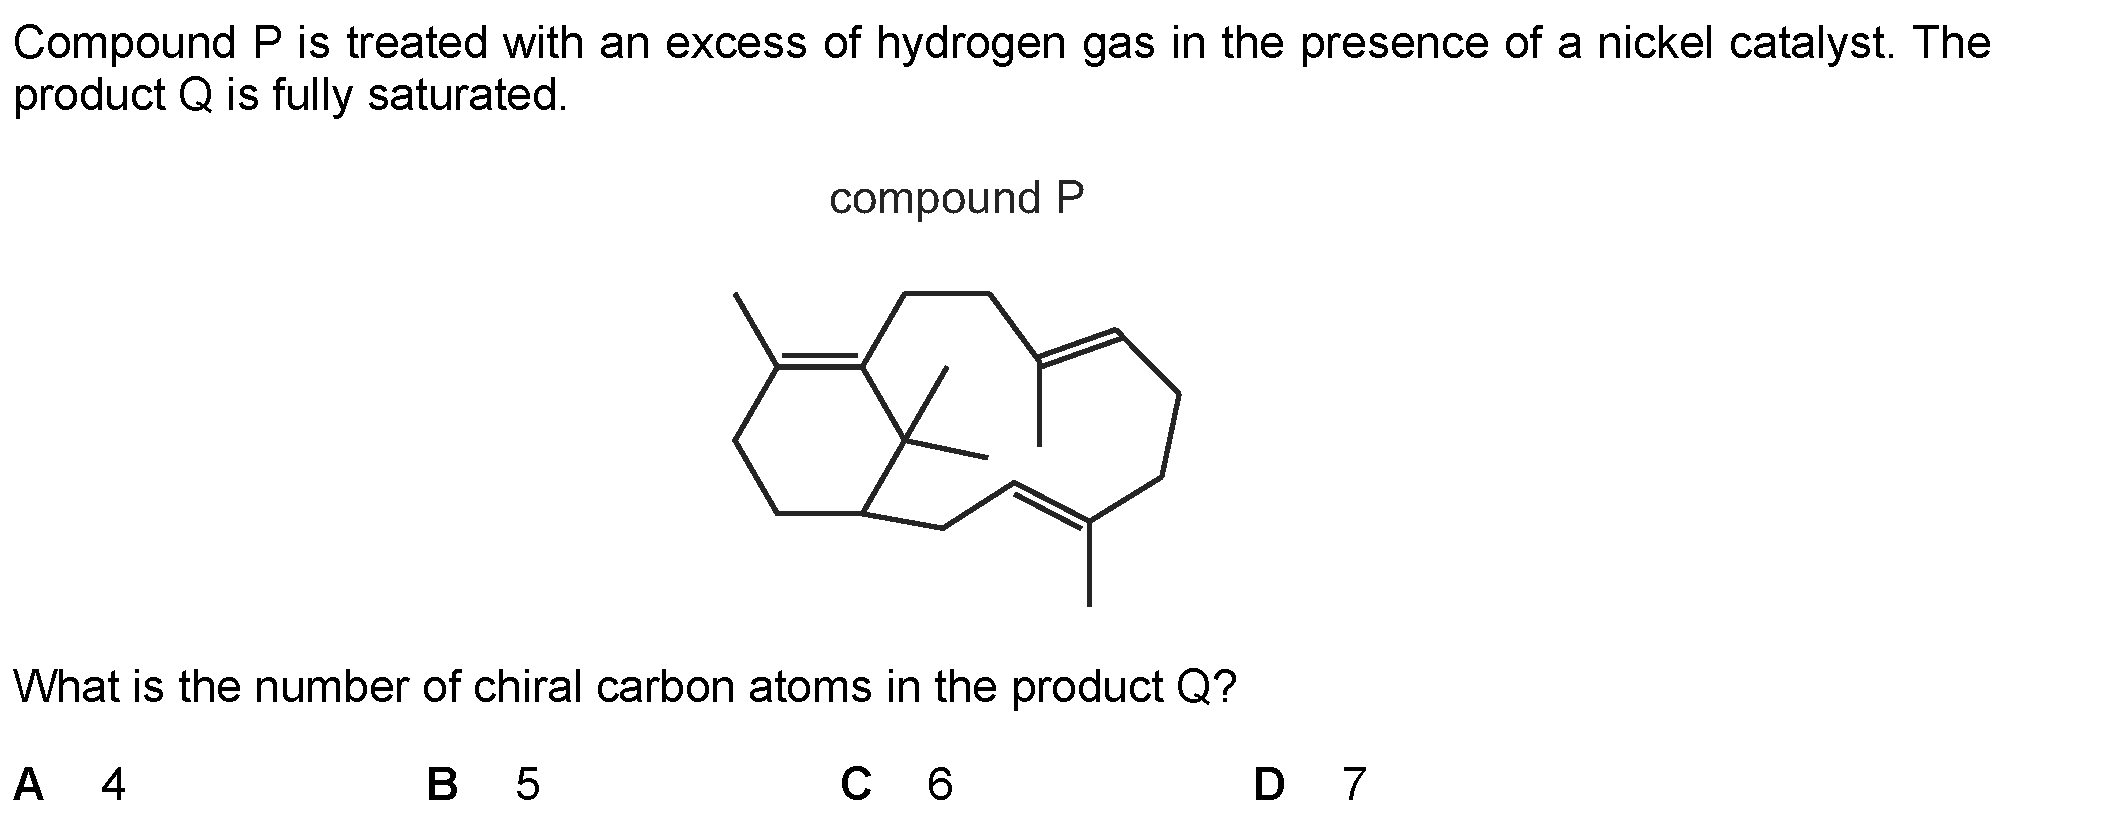 Compound P is treated with an excess of hydrogen gas in the presence of a nickel catalyst. The
product Q is fully saturated.
compound P
What is the number of chiral carbon atoms in the product Q?
A 4 B 5 C 6 D 7